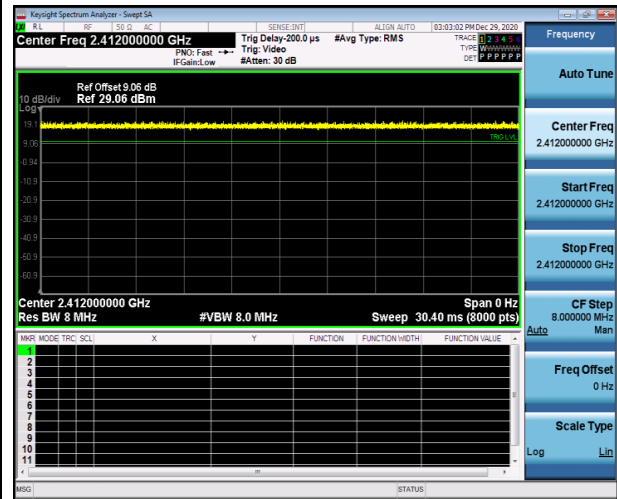 Keysight Spectrum Analyzer - Swept SA
RL RF 50 Ω AC SENSE:INT ALIGN AUTO 03:03:02 PM Dec 29, 2020
Center Freq 2.412000000 GHz
PNO: Fast
IFGain:Low
Trig Delay-200.0 µs
Trig: Video
#Atten: 30 dB
#Avg Type: RMS
TRACE 1 2 3 4 5 6
TYPE W
DET P P P P P P
Frequency
Auto Tune
Center Freq
2.412000000 GHz
Start Freq
2.412000000 GHz
Stop Freq
2.412000000 GHz
CF Step
8.000000 MHz
Auto Man
Freq Offset
0 Hz
Scale Type
Log Lin
Ref Offset 9.06 dB
10 dB/div Ref 29.06 dBm
Log
19.1
TRIG LVL
9.06
-0.94
-10.9
-20.9
-30.9
-40.9
-50.9
-60.9
Center 2.412000000 GHz Span 0 Hz
Res BW 8 MHz #VBW 8.0 MHz Sweep 30.40 ms (8000 pts)
MKR MODE TRC SCL X Y FUNCTION FUNCTION WIDTH FUNCTION VALUE
1
2
3
4
5
6
7
8
9
10
11
MSG STATUS